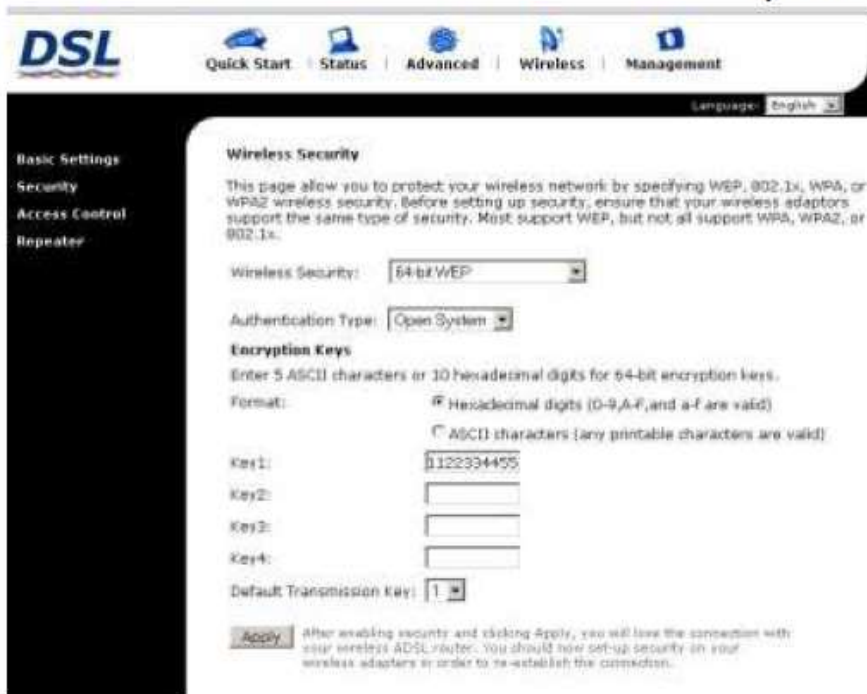 DSL
Quick Start | Status | Advanced | Wireless | Management
Language: English
Basic Settings
Security
Access Control
Repeater
Wireless Security
This page allow you to protect your wireless network by specifying WEP, 802.1x, WPA, or
WPA2 wireless security. Before setting up security, ensure that your wireless adaptors
support the same type of security. Most support WEP, but not all support WPA, WPA2, or
802.1x.
Wireless Security: 64-bit WEP
Authentication Type: Open System
Encryption Keys
Enter 5 ASCII characters or 10 hexadecimal digits for 64-bit encryption keys.
Format: Hexadecimal digits (0-9,A-F,and a-f are valid)
ASCII characters (any printable characters are valid)
Key1: 1122334455
Key2:
Key3:
Key4:
Default Transmission Key: 1
Apply
After enabling security and clicking Apply, you will lose the connection with
your wireless ADSL router. You should now set-up security on your
wireless adapters in order to re-establish the connection.